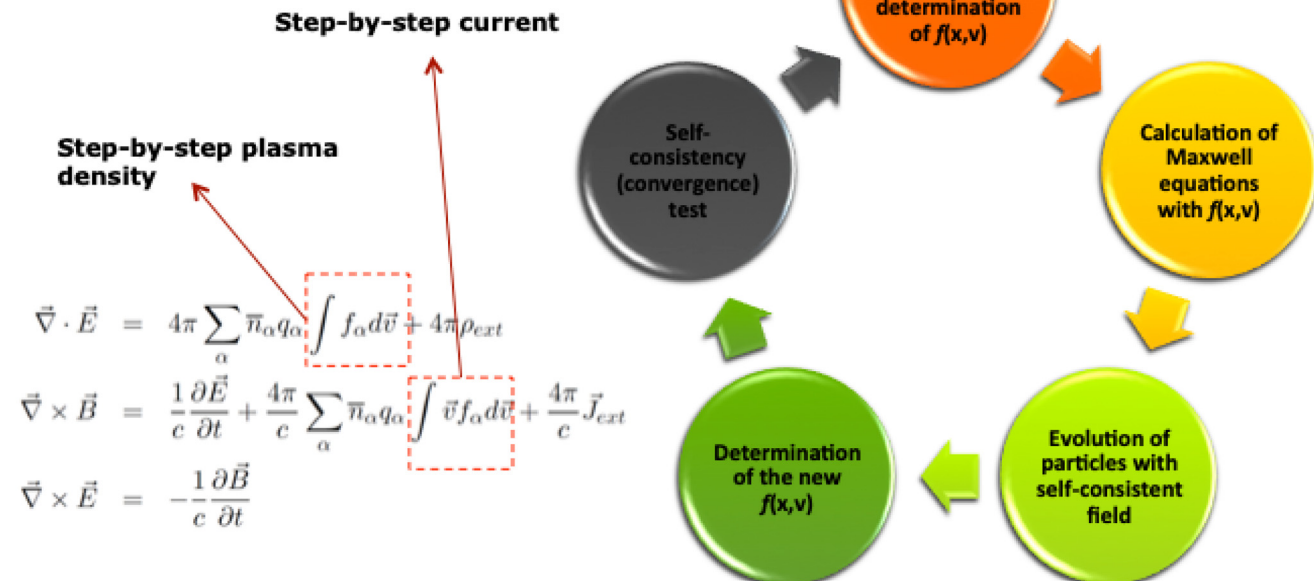 Step-by-step current
Step-by-step plasma
density
∇⃗ · E⃗ = 4π ∑_α n̅_α q_α ∫ f_α dv⃗ + 4πρ_ext
∇⃗ × B⃗ = 1/c ∂E⃗/∂t + 4π/c ∑_α n̅_α q_α ∫ v⃗ f_α dv⃗ + 4π/c J⃗_ext
∇⃗ × E⃗ = −1/c ∂B⃗/∂t
determination
of f(x,v)
Calculation of
Maxwell
equations
with f(x,v)
Evolution of
particles with
self-consistent
field
Determination
of the new
f(x,v)
Self-
consistency
(convergence)
test